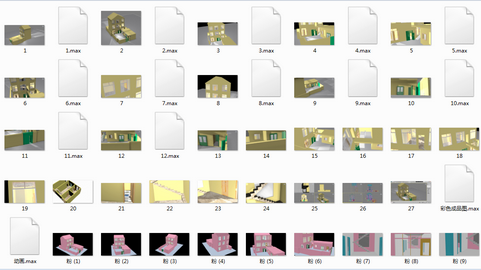 1 1.max 2 2.max 3 3.max 4 4.max 5 5.max
6 6.max 7 7.max 8 8.max 9 9.max 10 10.max
11 11.max 12 12.max 13 14 15 16 17 18
19 20 21 22 23 24 25 26 27 彩色成品图.max
动画.max 粉 (1) 粉 (2) 粉 (3) 粉 (4) 粉 (5) 粉 (6) 粉 (7) 粉 (8) 粉 (9)